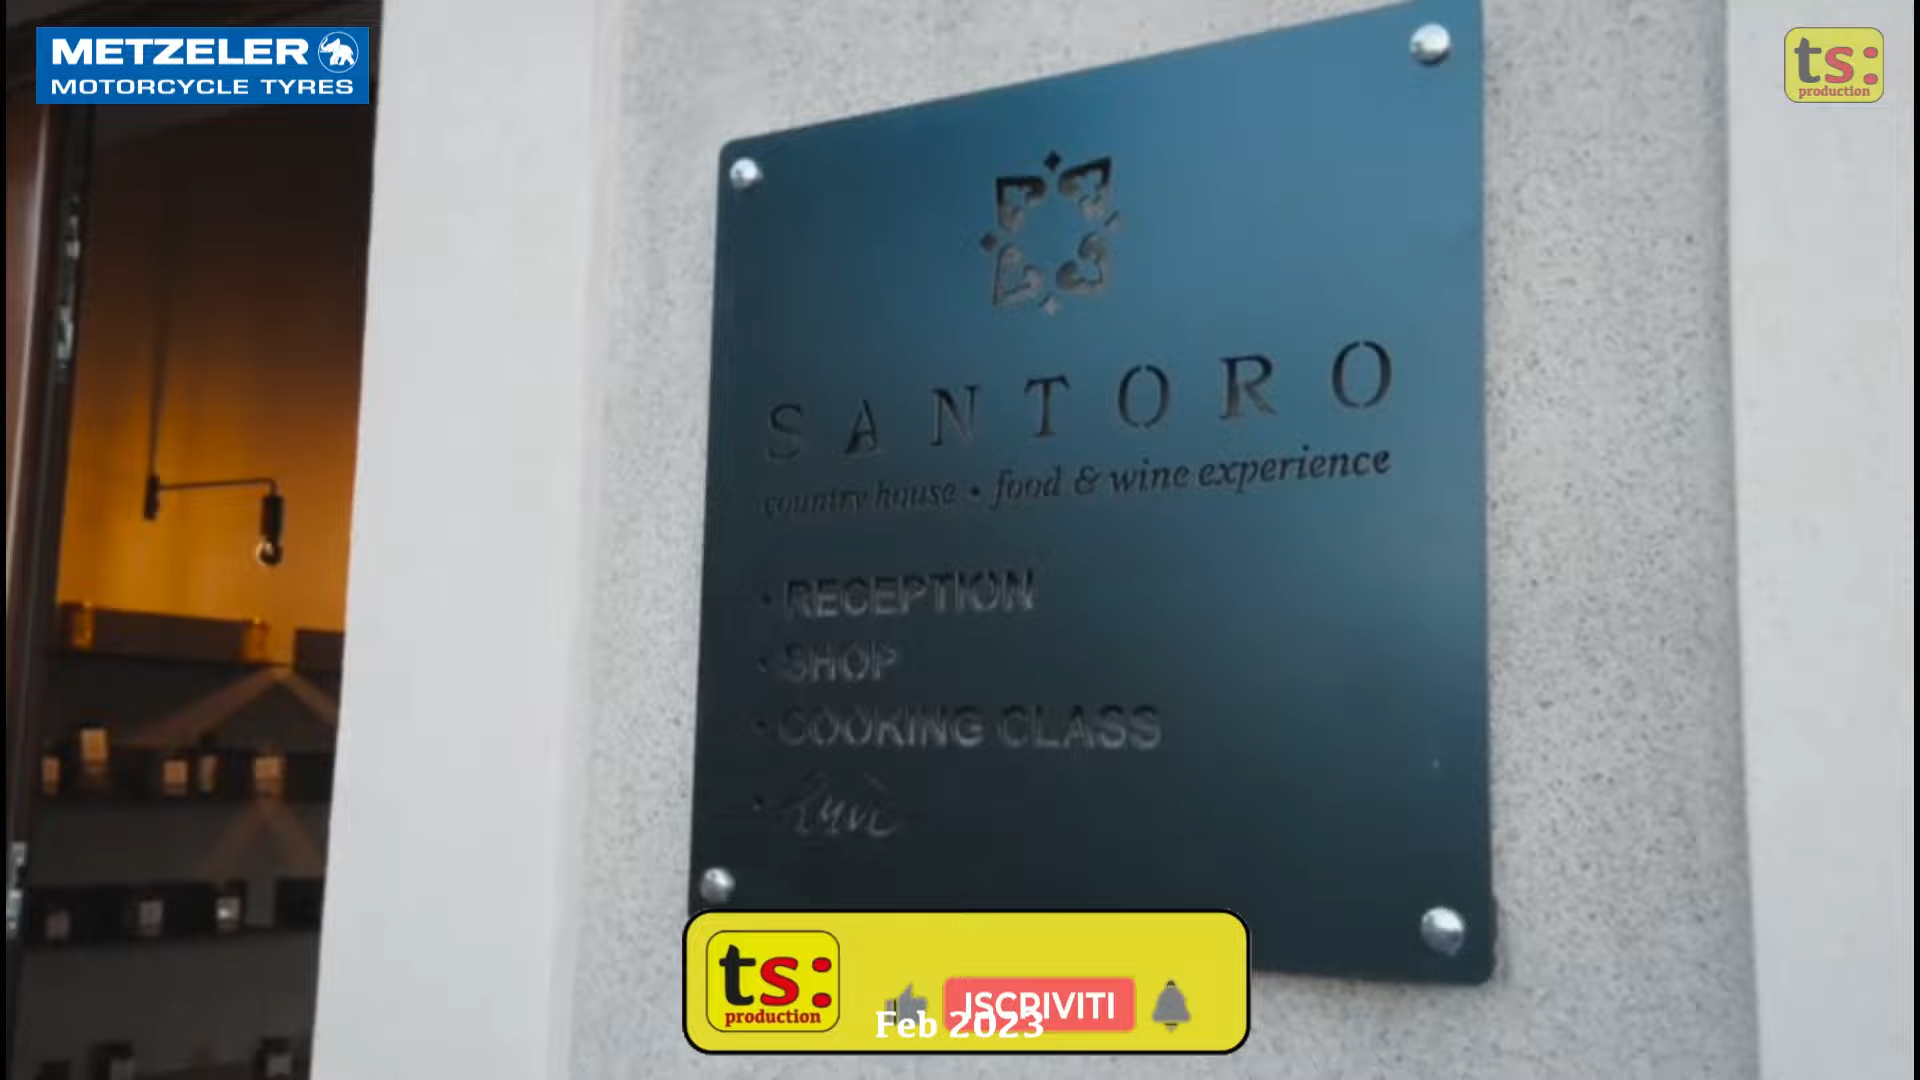 METZELER
MOTORCYCLE TYRES
ts:
production
SANTORO
country house • food & wine experience
• RECEPTION
• SHOP
• COOKING CLASS
ts:
production
ISCRIVITI
Feb 2023